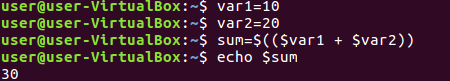 user@user-VirtualBox:~$ var1=10
user@user-VirtualBox:~$ var2=20
user@user-VirtualBox:~$ sum=$(($var1 + $var2))
user@user-VirtualBox:~$ echo $sum
30